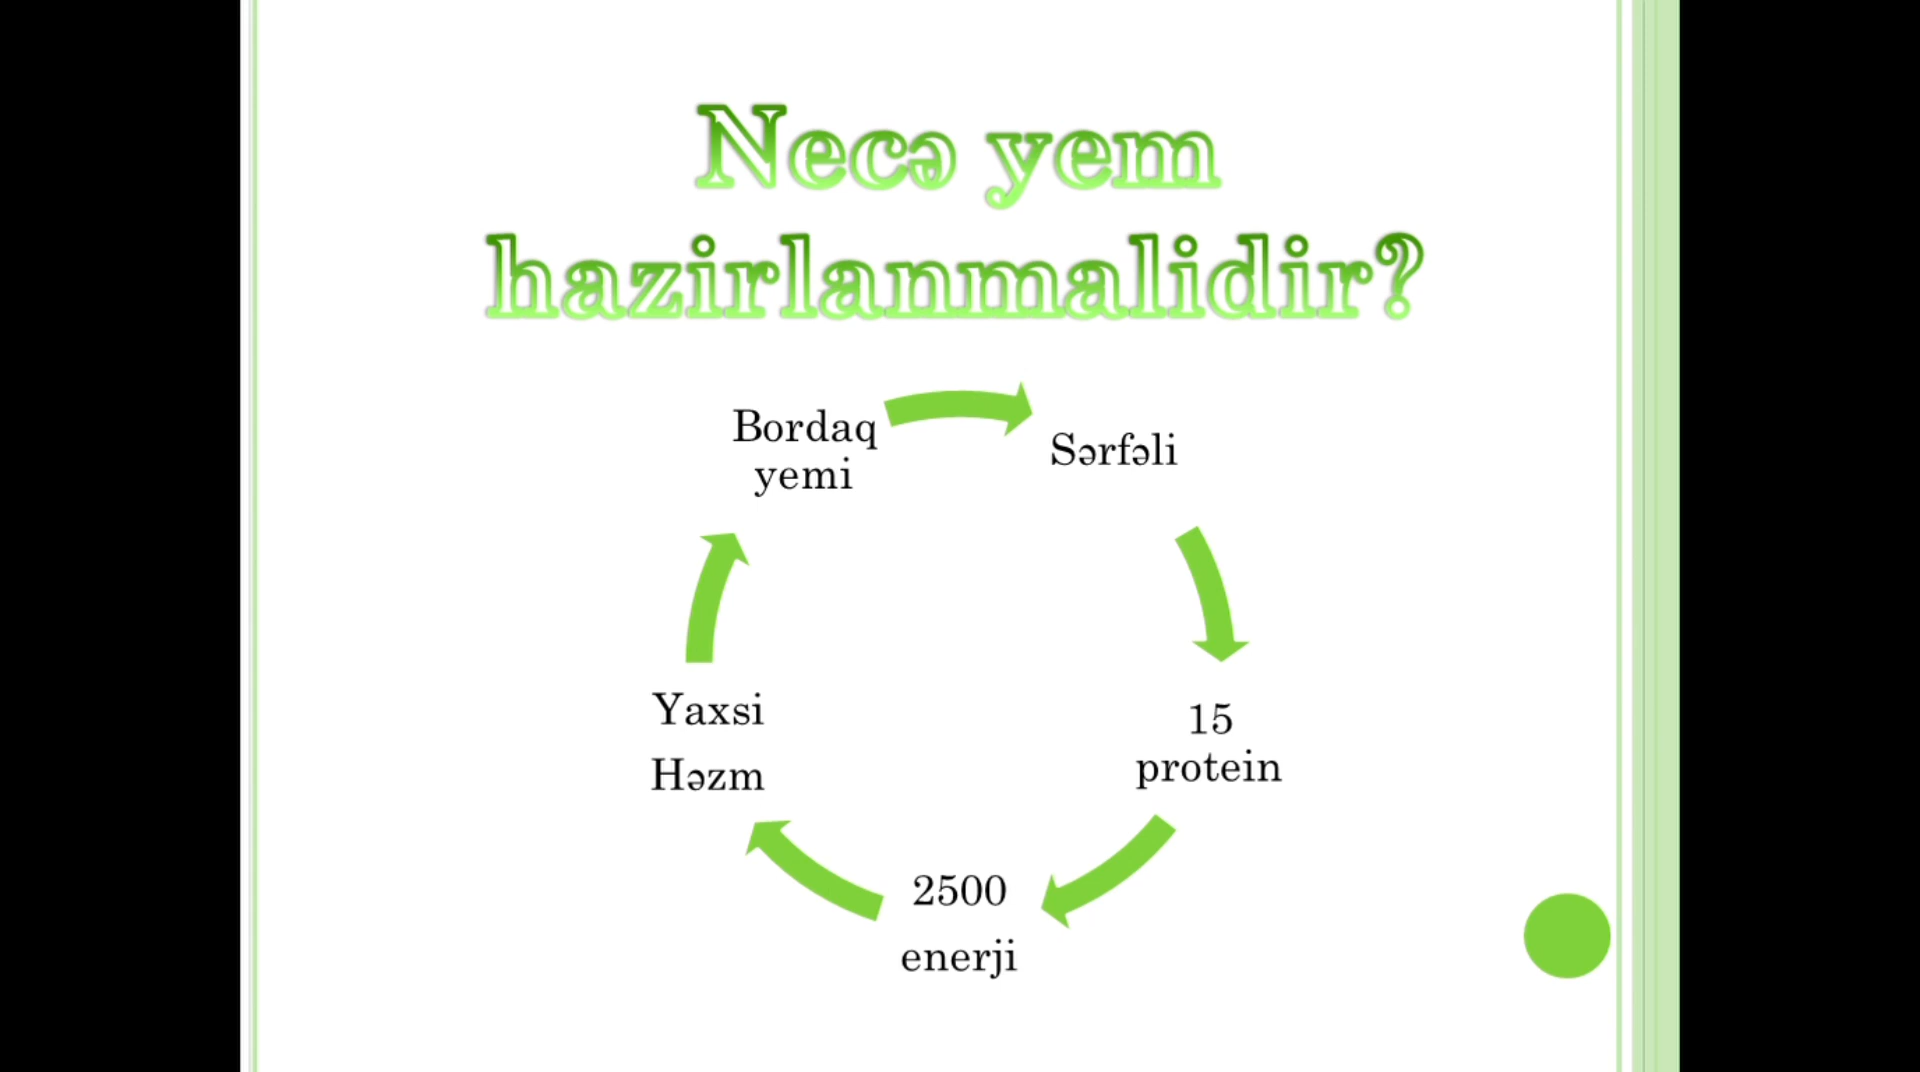 Necə yem
hazirlanmalidir?
Bordaq
yemi
Sərfəli
15
protein
2500
enerji
Yaxsi
Həzm